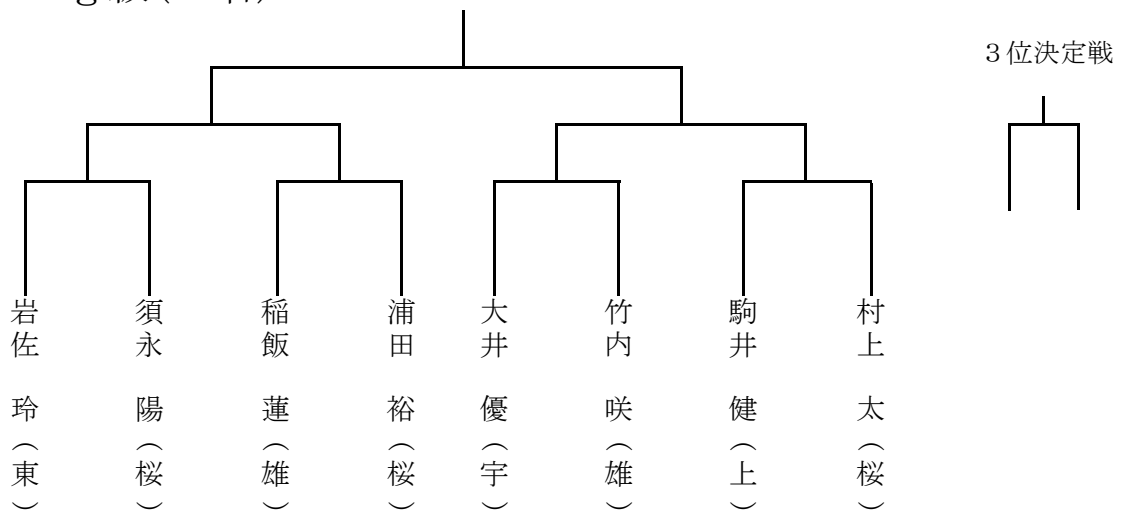 ３位決定戦
岩佐　玲（東）
須永　陽（桜）
稲飯　蓮（雄）
浦田　裕（桜）
大井　優（宇）
竹内　咲（雄）
駒井　健（上）
村上　太（桜）